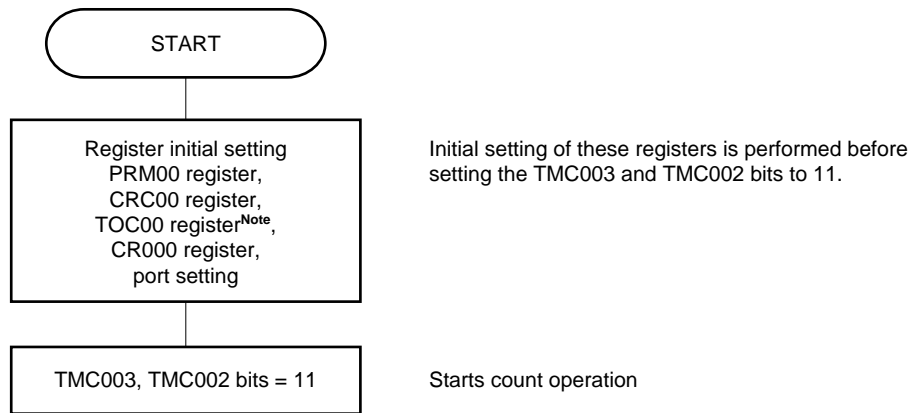 START
Register initial setting
PRM00 register,
CRC00 register,
TOC00 registerNote,
CR000 register,
port setting
Initial setting of these registers is performed before
setting the TMC003 and TMC002 bits to 11.
TMC003, TMC002 bits = 11
Starts count operation